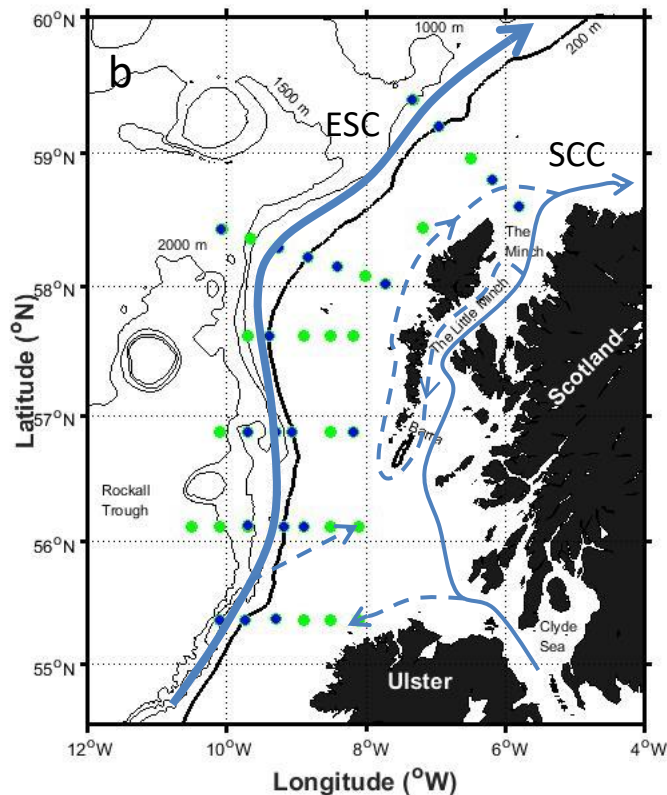 b
60°N
59°N
58°N
57°N
56°N
55°N
Latitude (°N)
1000 m
200 m
1500 m
2000 m
ESC
SCC
The
Minch
The Little Minch
Barra
Scotland
Rockall
Trough
Clyde
Sea
Ulster
12°W
10°W
8°W
6°W
4°W
Longitude (°W)